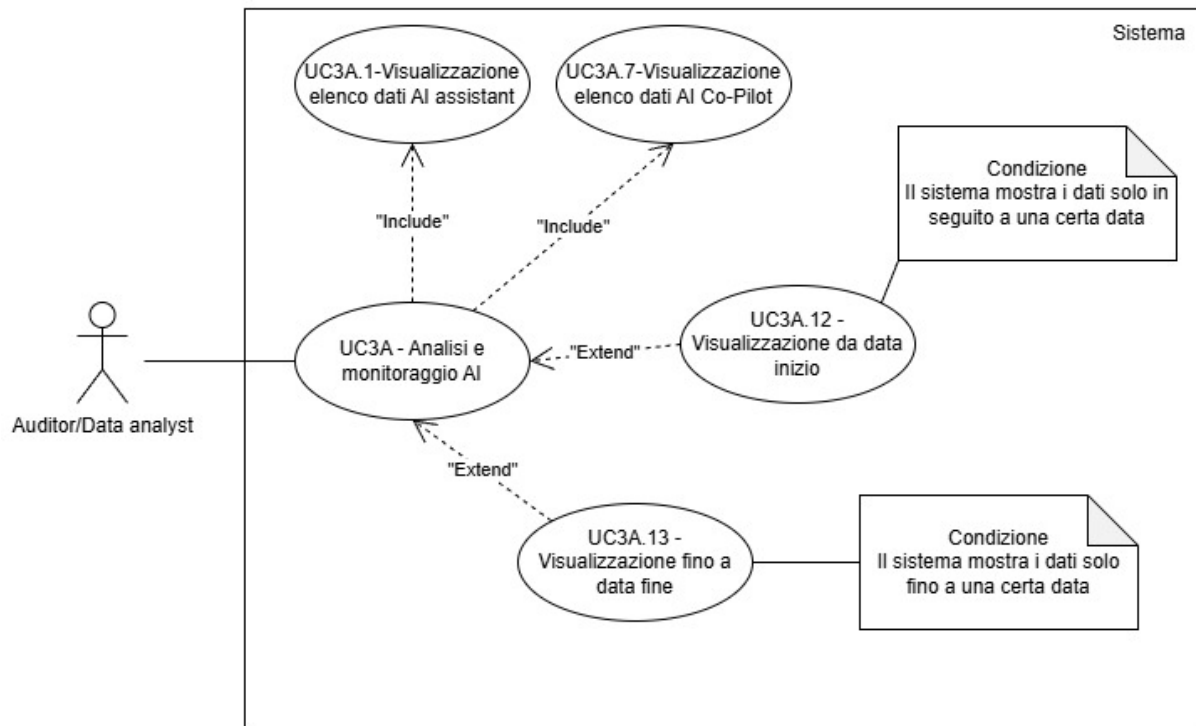 Sistema
UC3A.1-Visualizzazione
elenco dati AI assistant
UC3A.7-Visualizzazione
elenco dati AI Co-Pilot
Condizione
Il sistema mostra i dati solo in
seguito a una certa data
"Include"
"Include"
UC3A.12 -
Visualizzazione da data
inizio
UC3A - Analisi e
monitoraggio AI
"Extend"
Auditor/Data analyst
"Extend"
UC3A.13 -
Visualizzazione fino a
data fine
Condizione
Il sistema mostra i dati solo
fino a una certa data